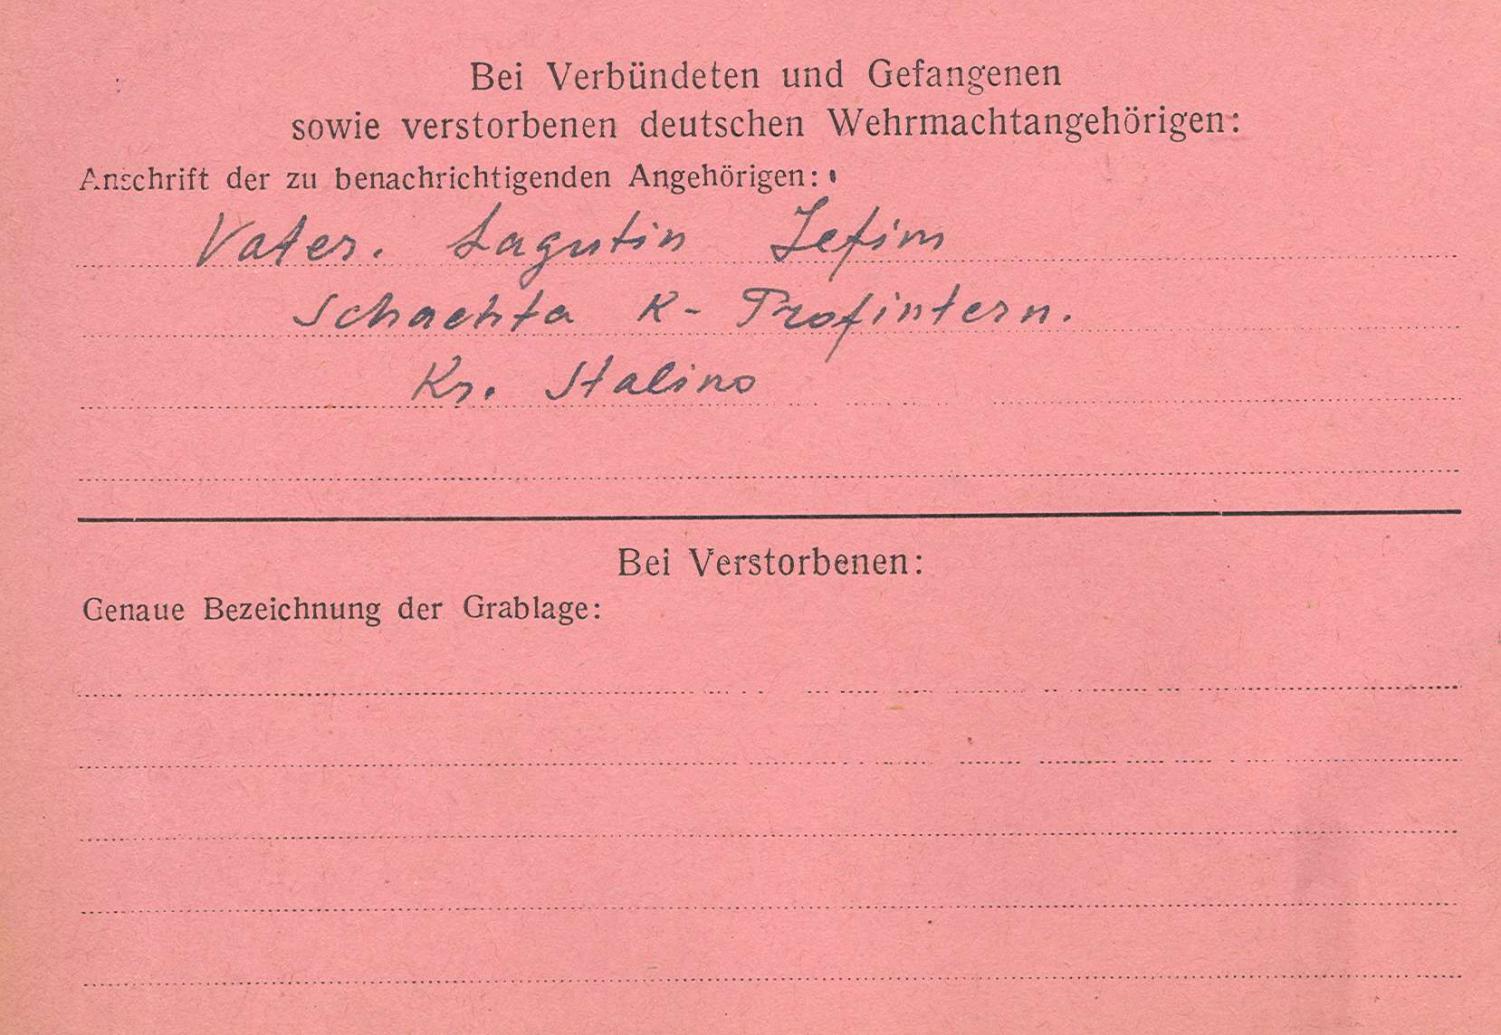 Bei Verbündeten und Gefangenen
sowie verstorbenen deutschen Wehrmachtangehörigen:
Anschrift der zu benachrichtigenden Angehörigen:
Vater. Lagutin Jefim
Schachta K- Profintern.
Kr. Stalino
Bei Verstorbenen:
Genaue Bezeichnung der Grablage: